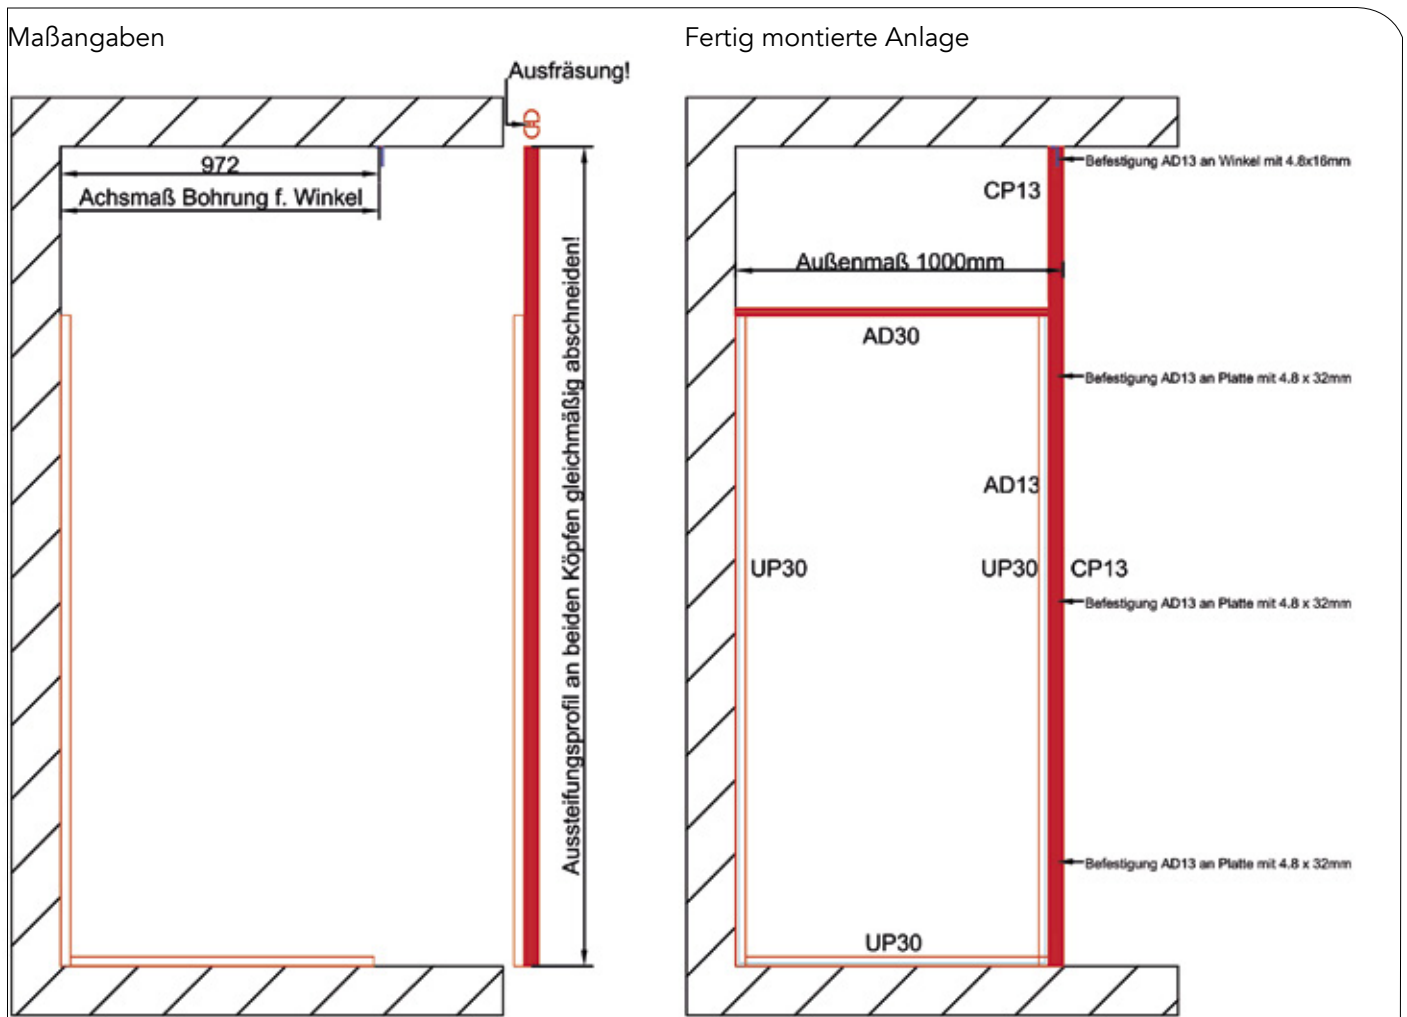 Maßangaben
Ausfräsung!
972
Achsmaß Bohrung f. Winkel
Aussteifungsprofil an beiden Köpfen gleichmäßig abschneiden!
Fertig montierte Anlage
Befestigung AD13 an Winkel mit 4.8x16mm
CP13
Außenmaß 1000mm
AD30
Befestigung AD13 an Platte mit 4.8 x 32mm
AD13
UP30
UP30
CP13
Befestigung AD13 an Platte mit 4.8 x 32mm
Befestigung AD13 an Platte mit 4.8 x 32mm
UP30